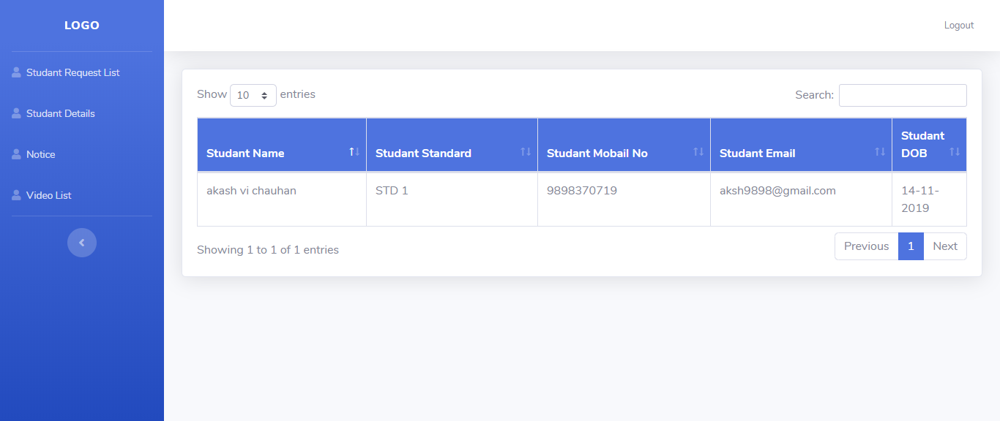 LOGO
Logout
Studant Request List
Studant Details
Notice
Video List
Show 10 entries
Search:
Studant Name
Studant Standard
Studant Mobail No
Studant Email
Studant
DOB
akash vi chauhan
STD 1
9898370719
aksh9898@gmail.com
14-11-
2019
Showing 1 to 1 of 1 entries
Previous 1 Next